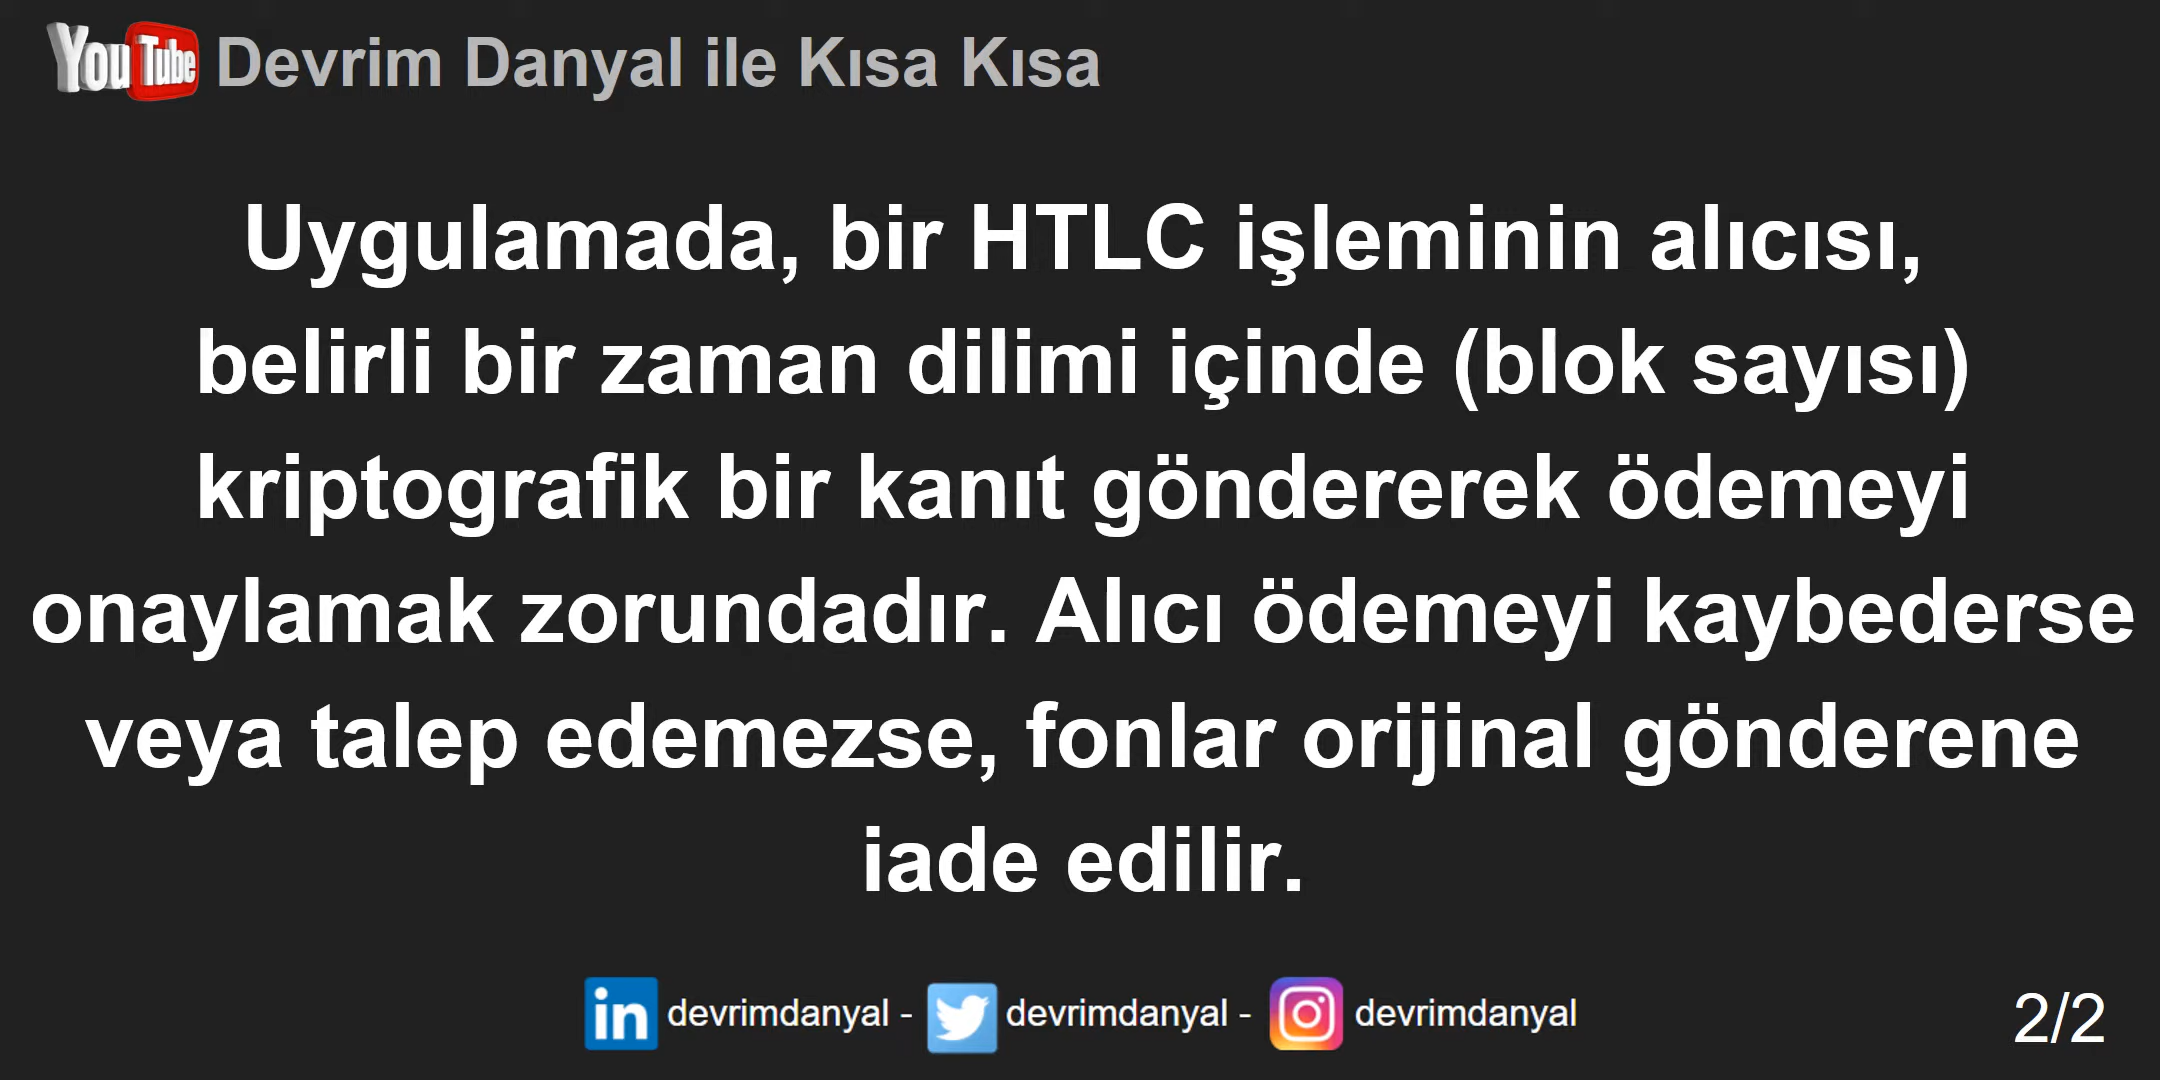 YouTube Devrim Danyal ile Kısa Kısa
Uygulamada, bir HTLC işleminin alıcısı,
belirli bir zaman dilimi içinde (blok sayısı)
kriptografik bir kanıt göndererek ödemeyi
onaylamak zorundadır. Alıcı ödemeyi kaybederse
veya talep edemezse, fonlar orijinal gönderene
iade edilir.
in devrimdanyal - devrimdanyal - devrimdanyal
2/2